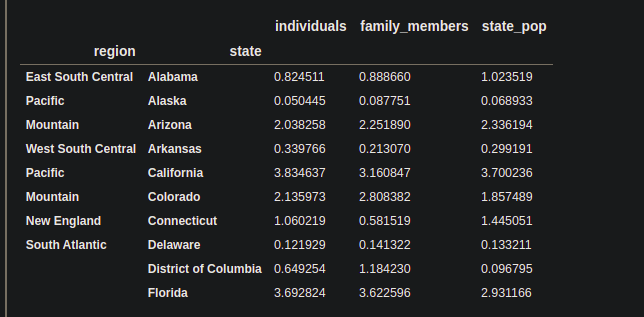 individuals family_members state_pop
region state
East South Central Alabama 0.824511 0.888660 1.023519
Pacific Alaska 0.050445 0.087751 0.068933
Mountain Arizona 2.038258 2.251890 2.336194
West South Central Arkansas 0.339766 0.213070 0.299191
Pacific California 3.834637 3.160847 3.700236
Mountain Colorado 2.135973 2.808382 1.857489
New England Connecticut 1.060219 0.581519 1.445051
South Atlantic Delaware 0.121929 0.141322 0.133211
District of Columbia 0.649254 1.184230 0.096795
Florida 3.692824 3.622596 2.931166